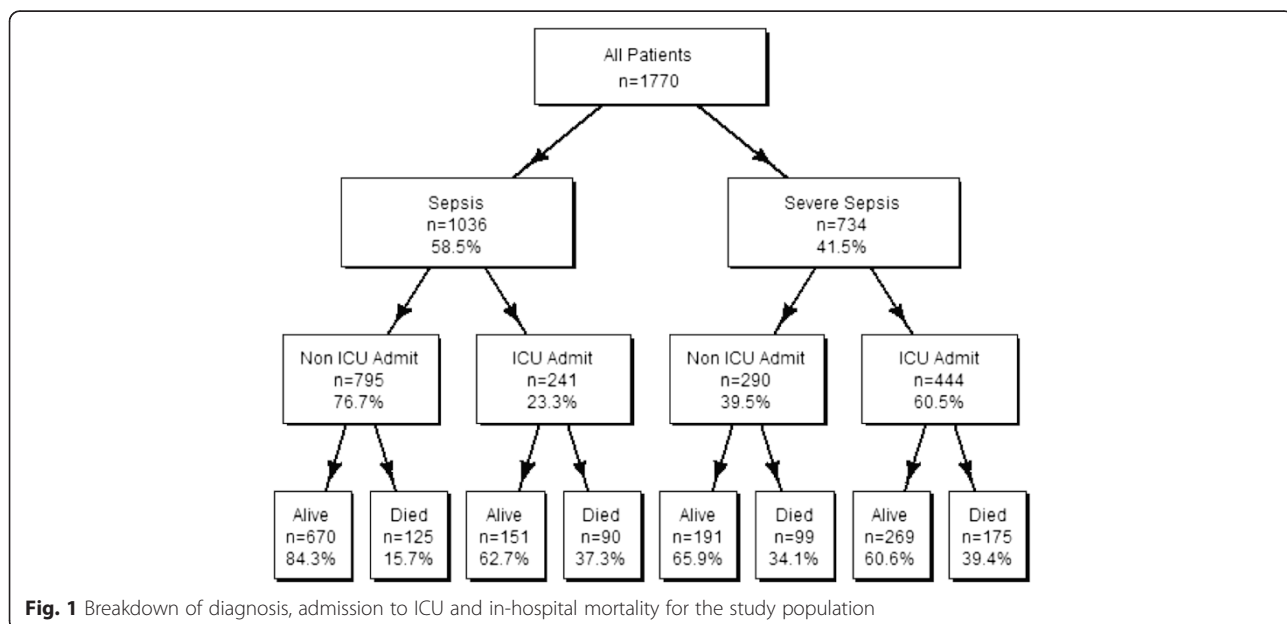 All Patients
n=1770
Sepsis
n=1036
58.5%
Severe Sepsis
n=734
41.5%
Non ICU Admit
n=795
76.7%
ICU Admit
n=241
23.3%
Non ICU Admit
n=290
39.5%
ICU Admit
n=444
60.5%
Alive
n=670
84.3%
Died
n=125
15.7%
Alive
n=151
62.7%
Died
n=90
37.3%
Alive
n=191
65.9%
Died
n=99
34.1%
Alive
n=269
60.6%
Died
n=175
39.4%
Fig. 1 Breakdown of diagnosis, admission to ICU and in-hospital mortality for the study population